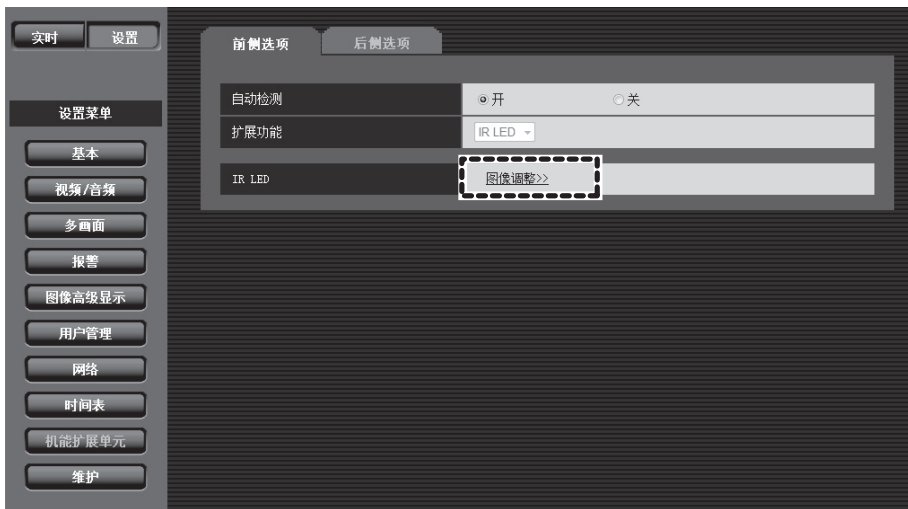 实时 设置
设置菜单
基本
视频/音频
多画面
报警
图像高级显示
用户管理
网络
时间表
机能扩展单元
维护
前侧选项 后侧选项
自动检测 开 关
扩展功能 IR LED
IR LED 图像调整>>